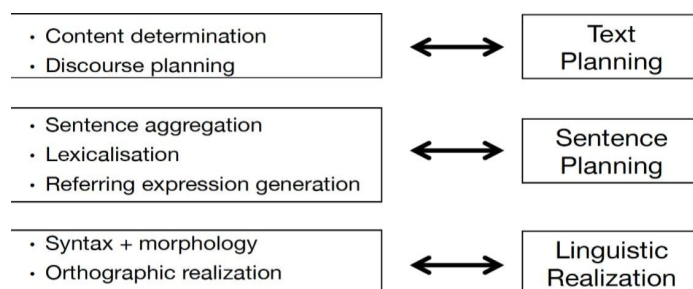 • Content determination
• Discourse planning
Text
Planning
• Sentence aggregation
• Lexicalisation
• Referring expression generation
Sentence
Planning
• Syntax + morphology
• Orthographic realization
Linguistic
Realization